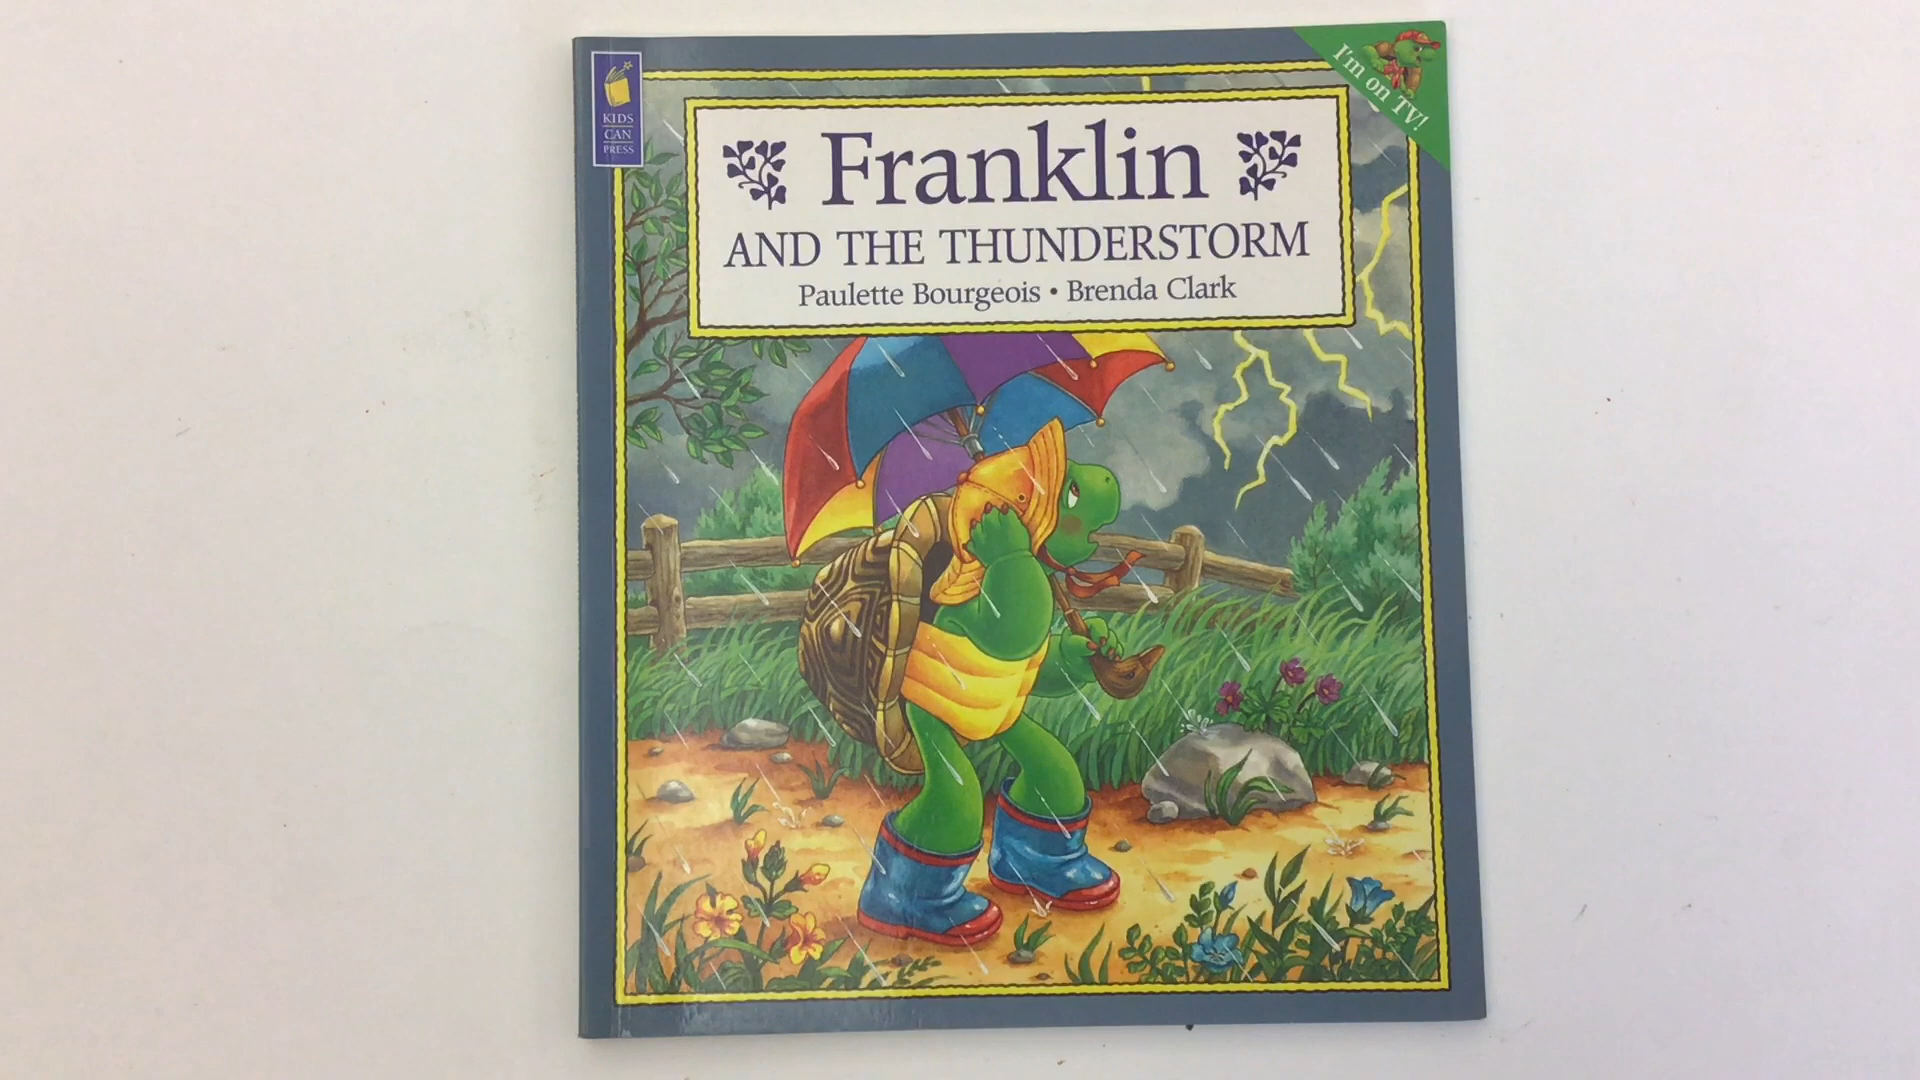 KIDS
CAN
PRESS
I'm on TV!
Franklin
AND THE THUNDERSTORM
Paulette Bourgeois • Brenda Clark